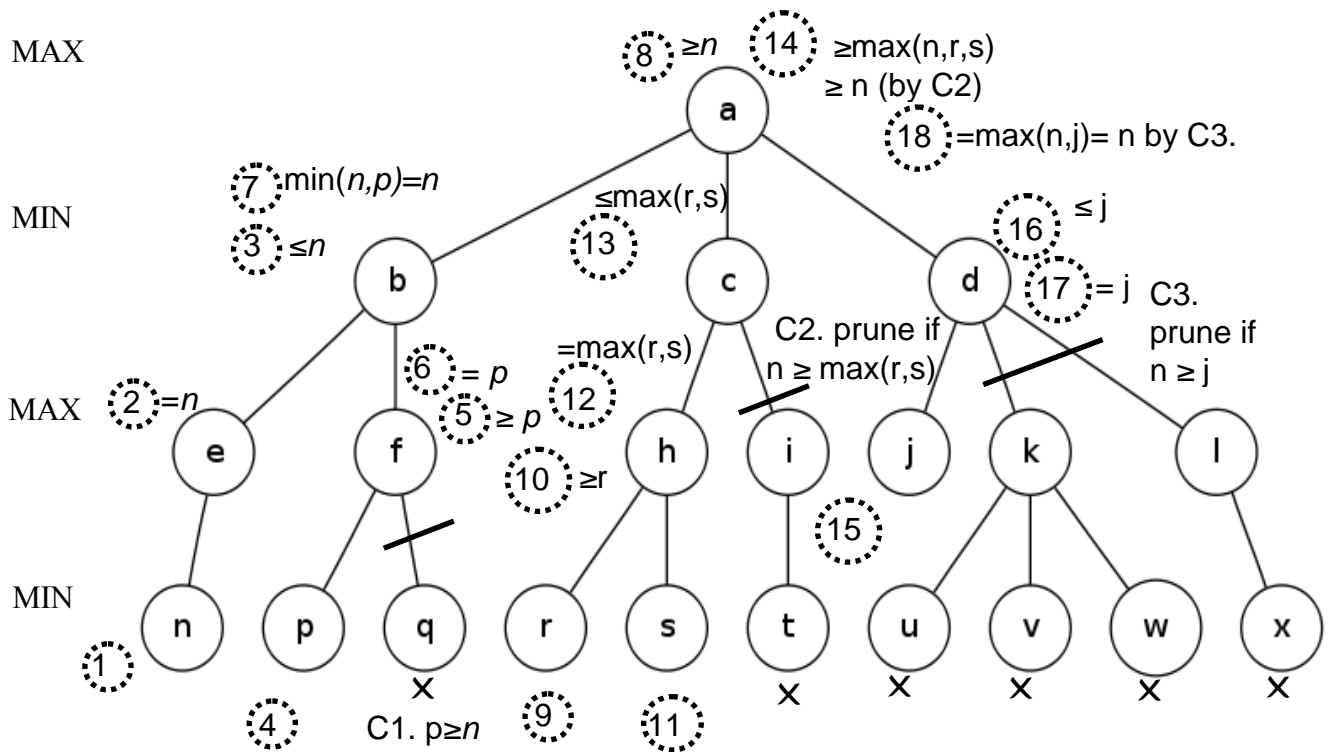 MAX
8 ≥n
14 ≥max(n,r,s)
≥ n (by C2)
a
18 =max(n,j)= n by C3.
7 min(n,p)=n
MIN
3 ≤n
≤max(r,s)
13
16 ≤ j
17 = j
b
c
d
C3.
prune if
n ≥ j
C2. prune if
n ≥ max(r,s)
=max(r,s)
12
6 = p
5 ≥ p
MAX
2 =n
e
f
h
i
j
k
l
10 ≥r
15
MIN
n
p
q
r
s
t
u
v
w
x
x
x
x
x
x
x
1
4
C1. p≥n
9
11